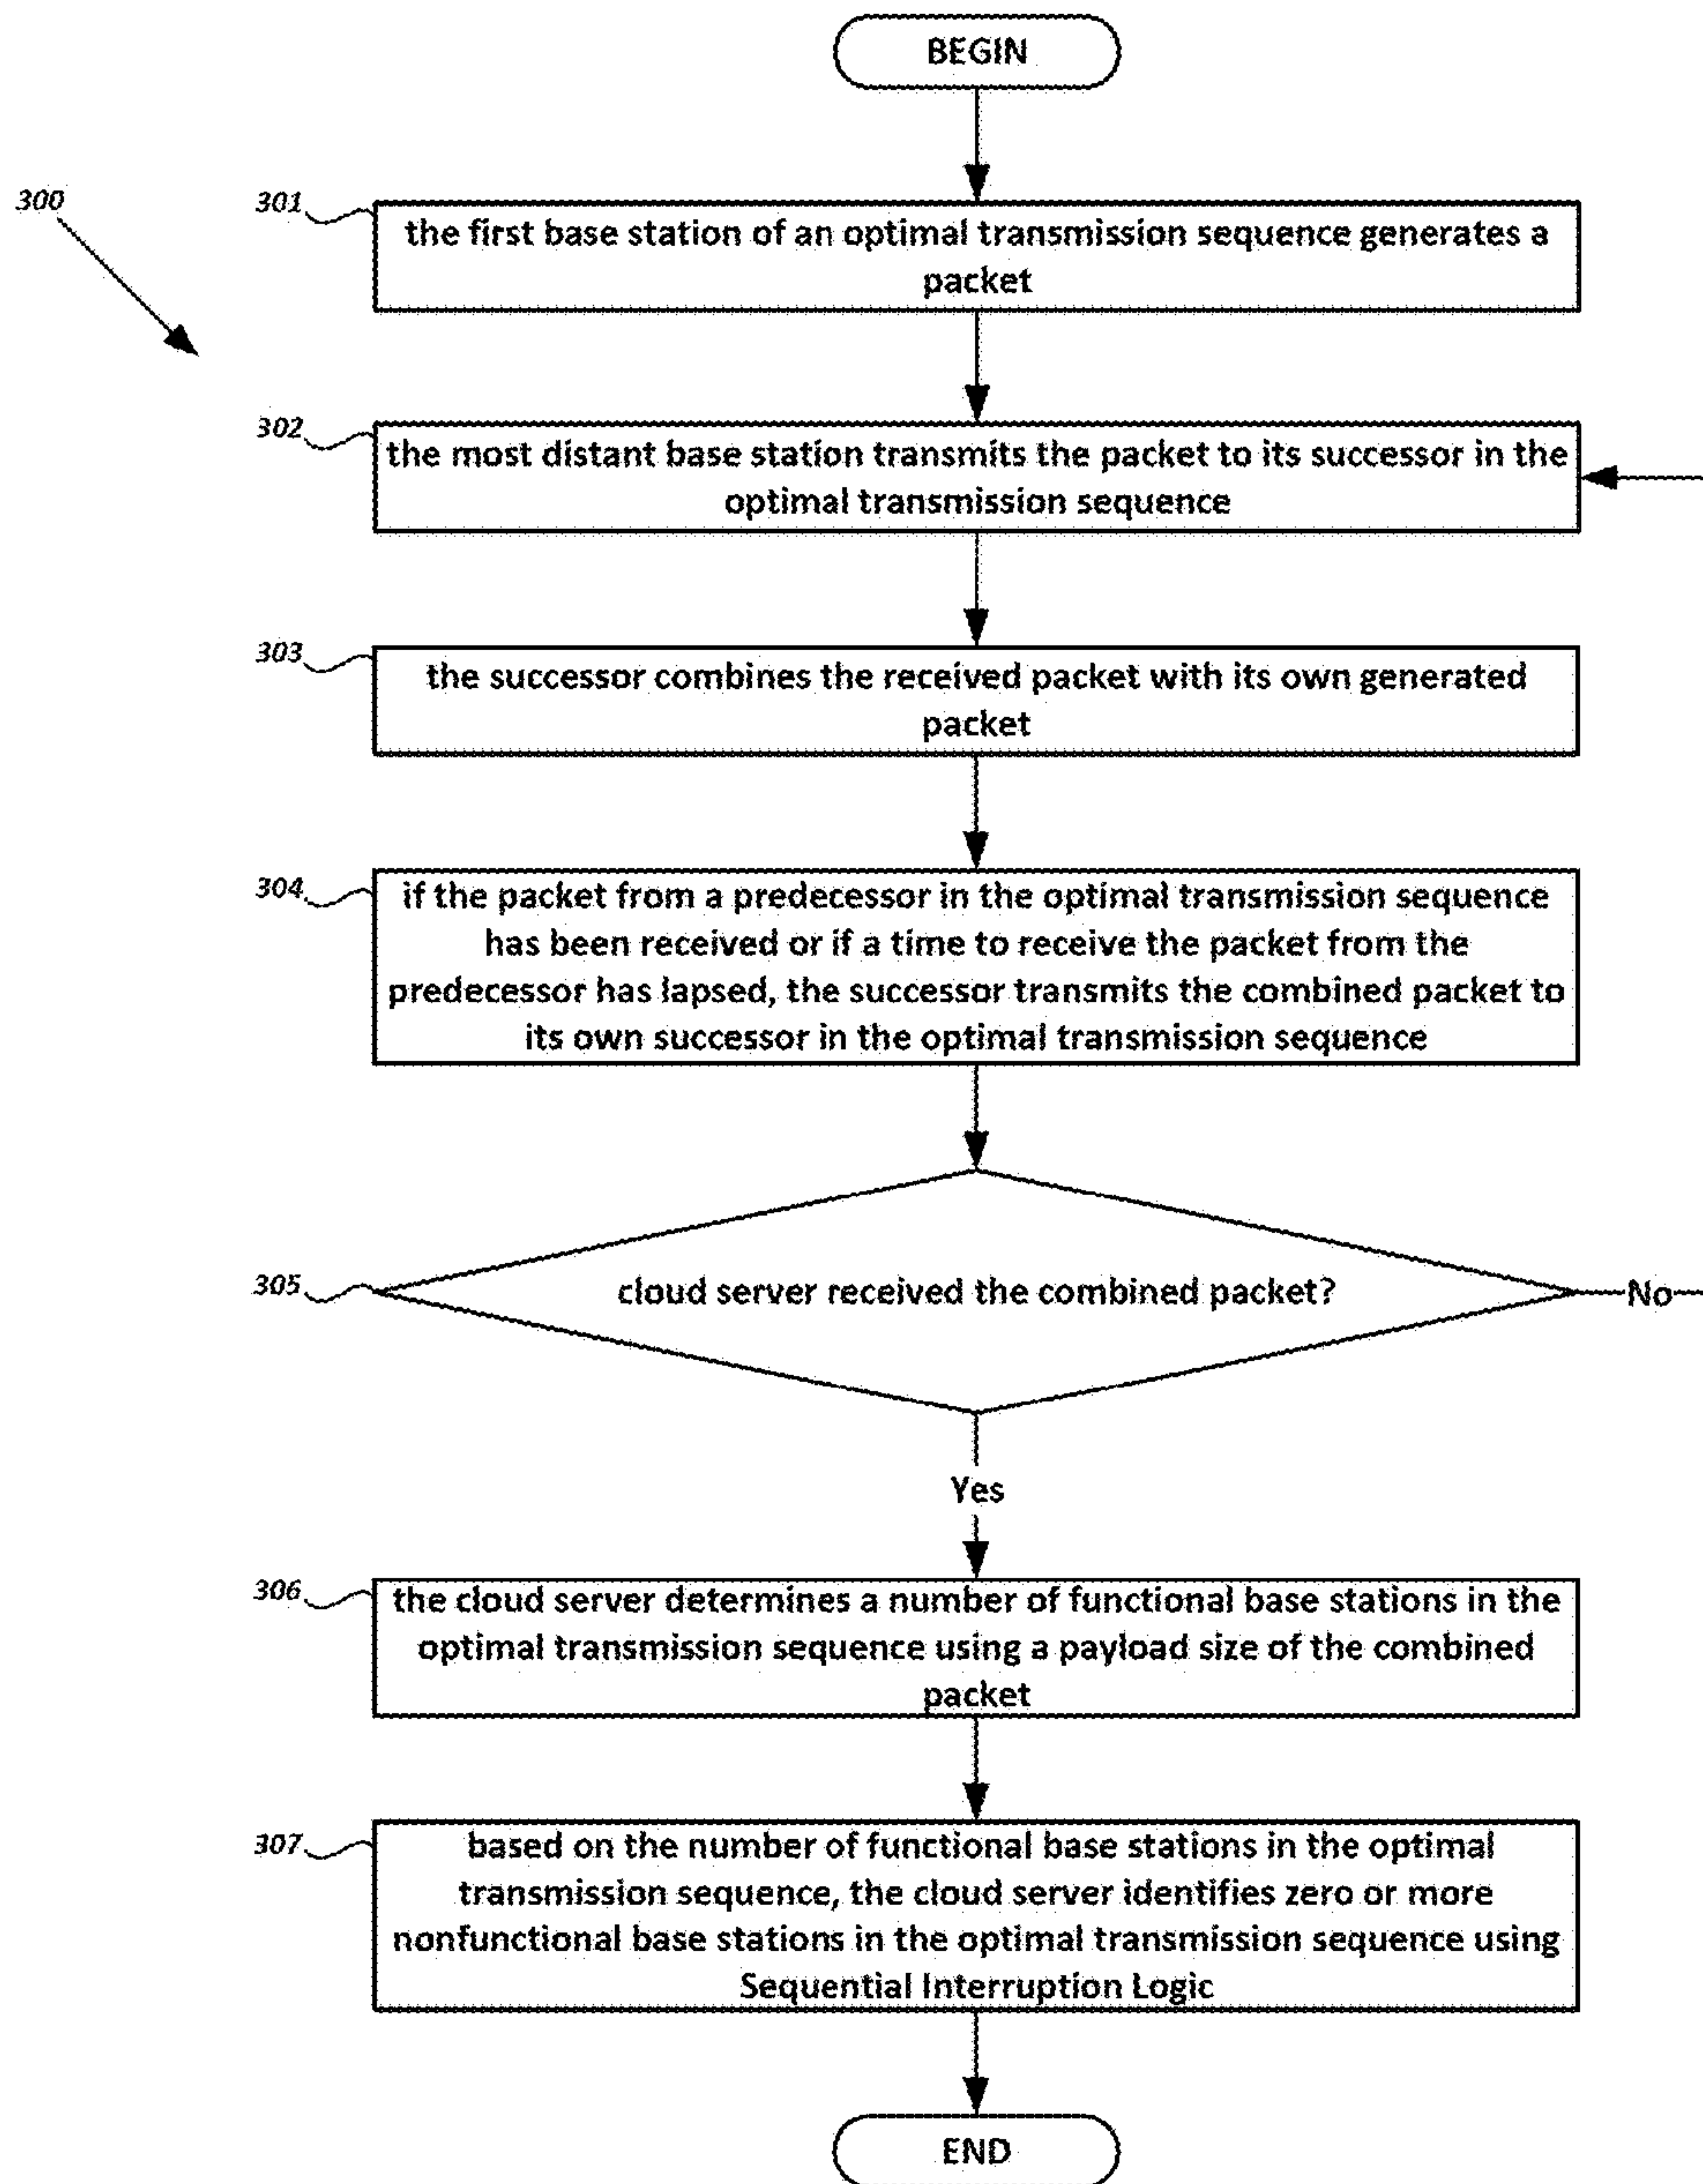 BEGIN
300
301
the first base station of an optimal transmission sequence generates a
packet
302
the most distant base station transmits the packet to its successor in the
optimal transmission sequence
303
the successor combines the received packet with its own generated
packet
304
if the packet from a predecessor in the optimal transmission sequence
has been received or if a time to receive the packet from the
predecessor has lapsed, the successor transmits the combined packet to
its own successor in the optimal transmission sequence
305
cloud server received the combined packet?
No
Yes
306
the cloud server determines a number of functional base stations in the
optimal transmission sequence using a payload size of the combined
packet
307
based on the number of functional base stations in the optimal
transmission sequence, the cloud server identifies zero or more
nonfunctional base stations in the optimal transmission sequence using
Sequential Interruption Logic
END